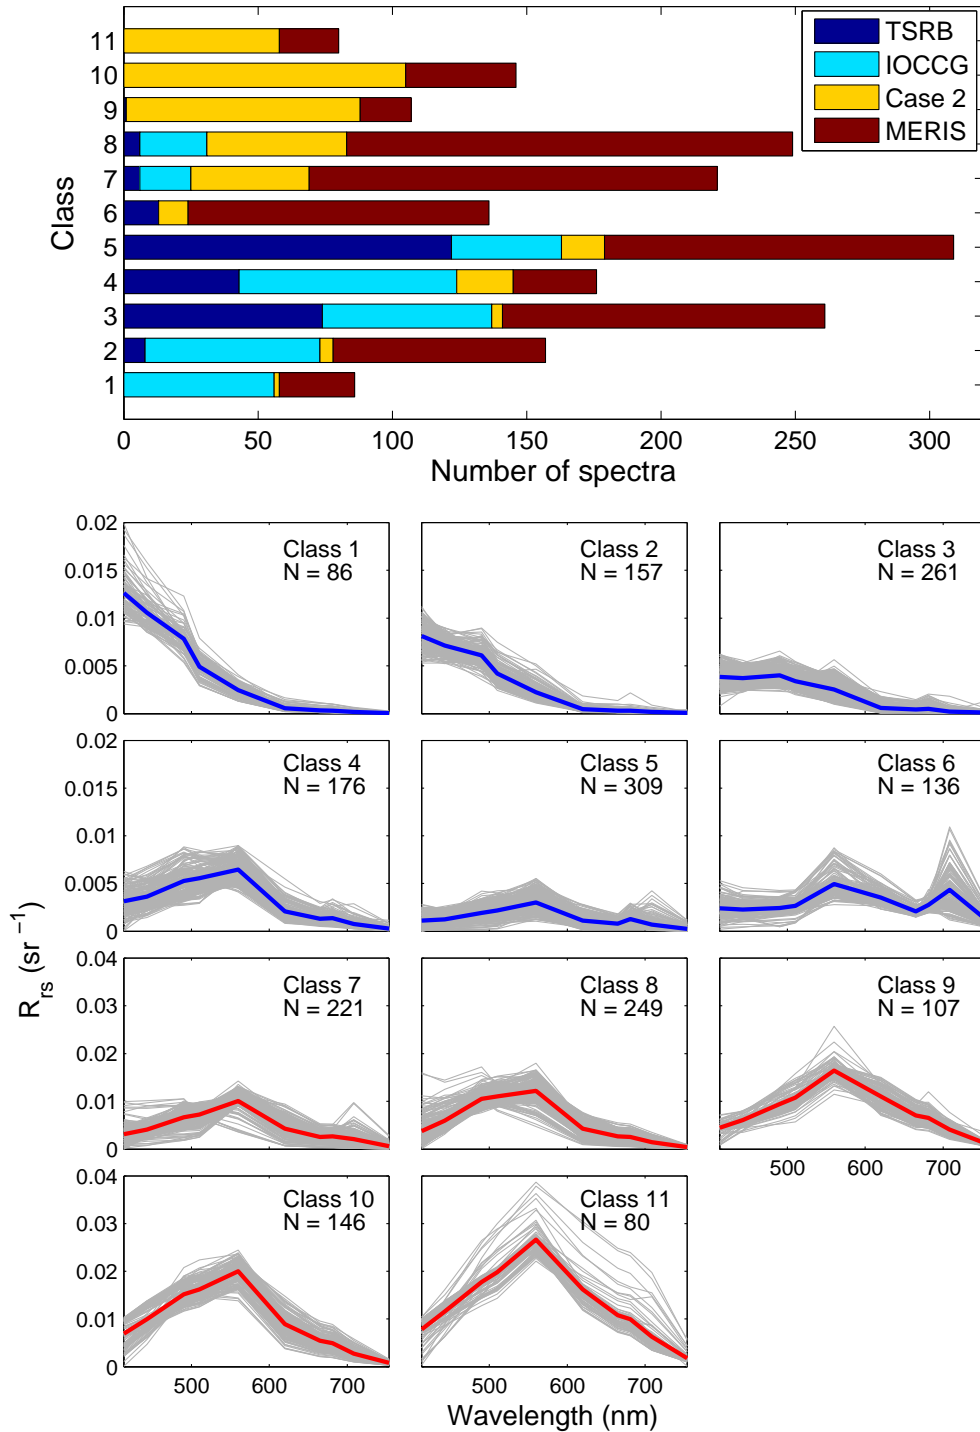 11
10
9
8
7
6
5
4
3
2
1
Class
0 50 100 150 200 250 300
Number of spectra
TSRB
IOCCG
Case 2
MERIS
0.02
0.015
0.01
0.005
0
Class 1
N = 86
Class 2
N = 157
Class 3
N = 261
0.02
0.015
0.01
0.005
0
Class 4
N = 176
Class 5
N = 309
Class 6
N = 136
R_rs (sr^−1)
0.04
0.03
0.02
0.01
0
Class 7
N = 221
Class 8
N = 249
Class 9
N = 107
500 600 700
0.04
0.03
0.02
0.01
0
Class 10
N = 146
Class 11
N = 80
500 600 700
500 600 700
Wavelength (nm)